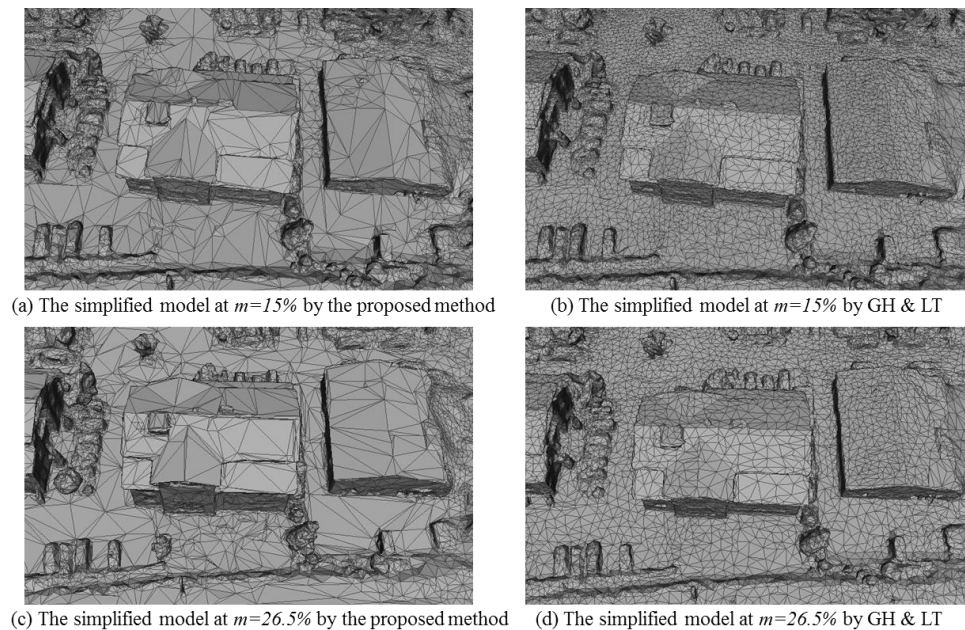 (a) The simplified model at m=15% by the proposed method
(b) The simplified model at m=15% by GH & LT
(c) The simplified model at m=26.5% by the proposed method
(d) The simplified model at m=26.5% by GH & LT